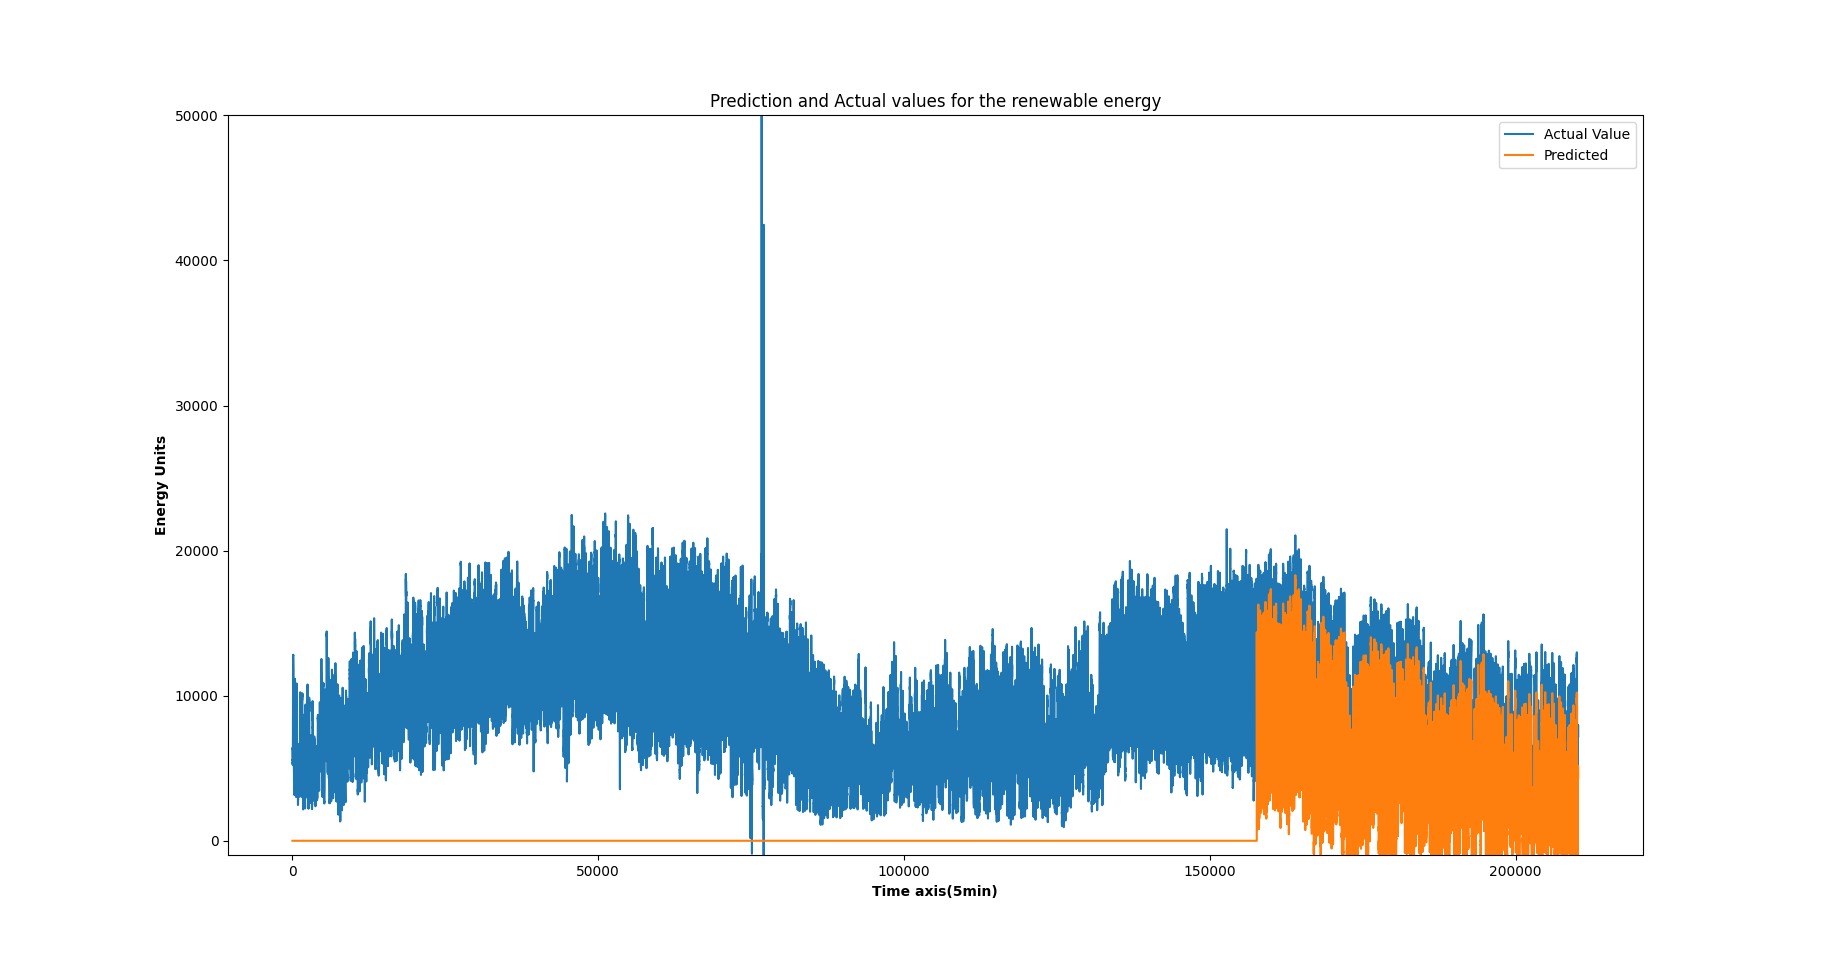 Prediction and Actual values for the renewable energy
Actual Value
Predicted
50000
40000
30000
20000
10000
0
Energy Units
0 50000 100000 150000 200000
Time axis(5min)